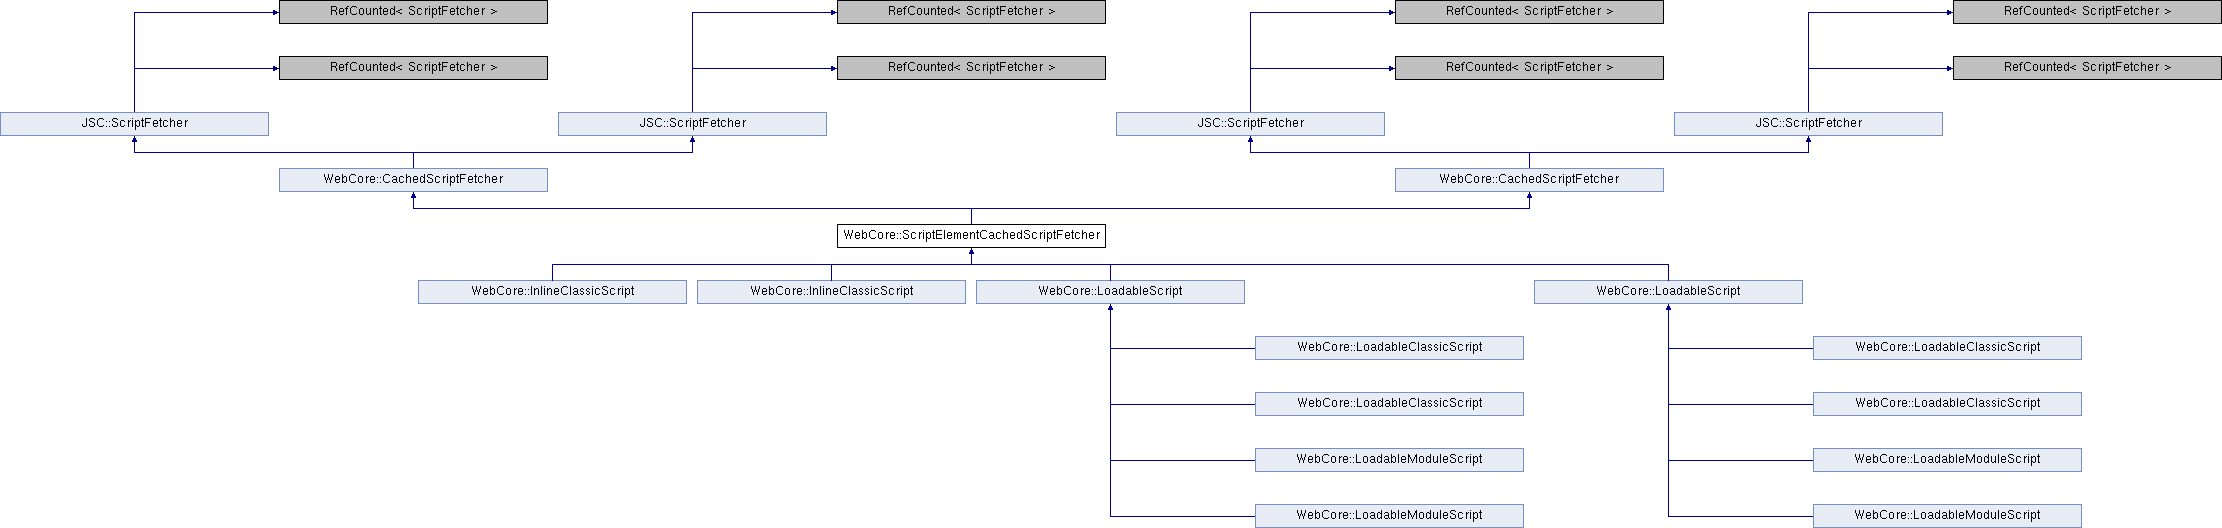 RefCounted< ScriptFetcher >
RefCounted< ScriptFetcher >
RefCounted< ScriptFetcher >
RefCounted< ScriptFetcher >
RefCounted< ScriptFetcher >
RefCounted< ScriptFetcher >
RefCounted< ScriptFetcher >
RefCounted< ScriptFetcher >
JSC::ScriptFetcher
JSC::ScriptFetcher
JSC::ScriptFetcher
JSC::ScriptFetcher
WebCore::CachedScriptFetcher
WebCore::CachedScriptFetcher
WebCore::ScriptElementCachedScriptFetcher
WebCore::InlineClassicScript
WebCore::InlineClassicScript
WebCore::LoadableScript
WebCore::LoadableScript
WebCore::LoadableClassicScript
WebCore::LoadableClassicScript
WebCore::LoadableClassicScript
WebCore::LoadableClassicScript
WebCore::LoadableModuleScript
WebCore::LoadableModuleScript
WebCore::LoadableModuleScript
WebCore::LoadableModuleScript